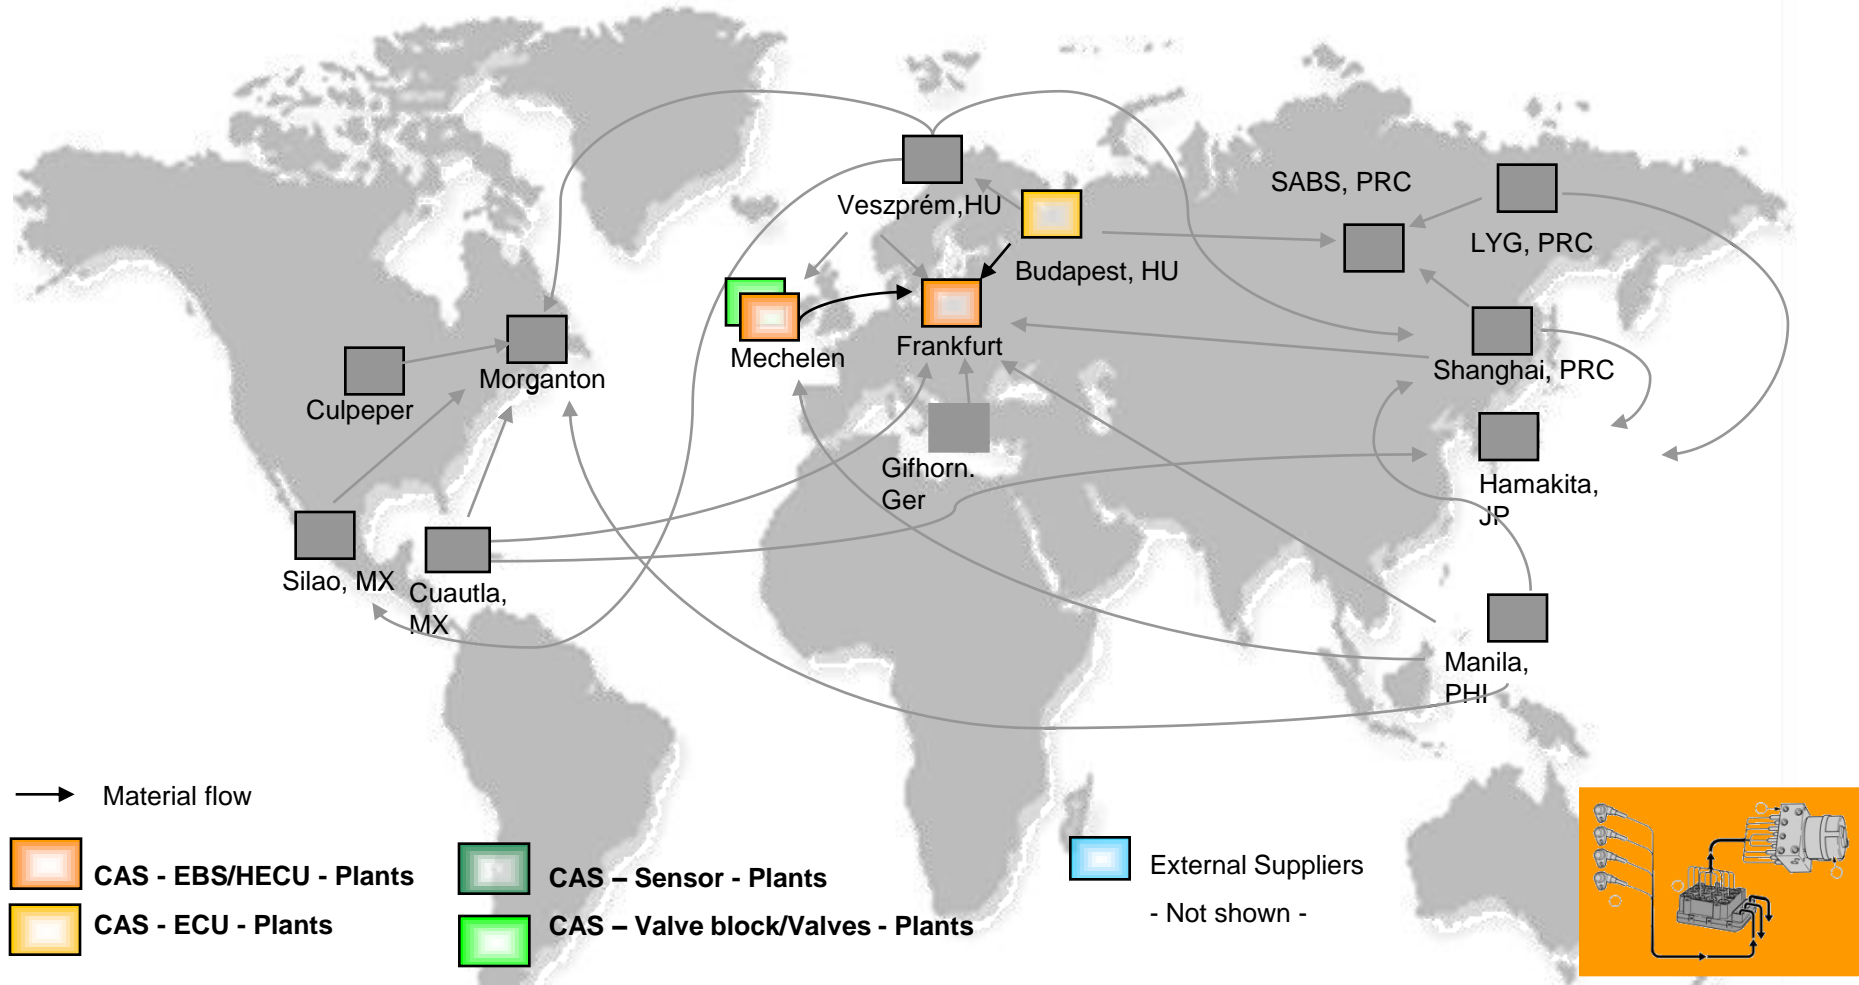 SABS, PRC
Veszprém,HU
LYG, PRC
Budapest, HU
Frankfurt
Mechelen
Shanghai, PRC
Morganton
Culpeper
Gifhorn.
Ger
Hamakita,
JP
Silao, MX
Cuautla,
MX
Manila,
PHI
Material flow
CAS - EBS/HECU - Plants
CAS – Sensor - Plants
External Suppliers
CAS - ECU - Plants
CAS – Valve block/Valves - Plants
- Not shown -